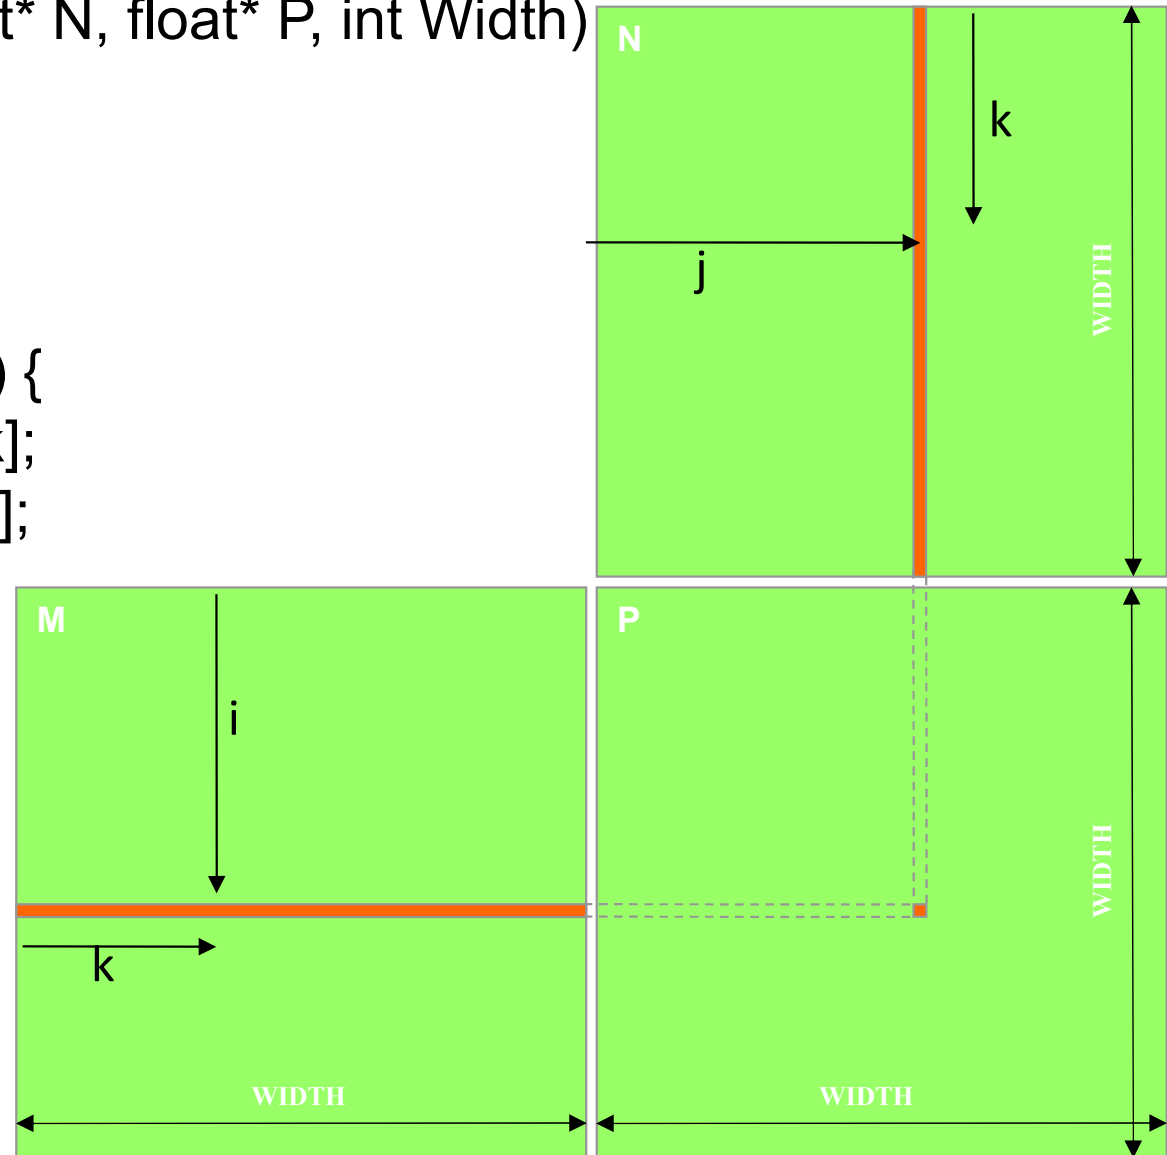 t* N, float* P, int Width)
N
k
j
WIDTH
) {
k];
];
M
P
i
WIDTH
k
WIDTH
WIDTH